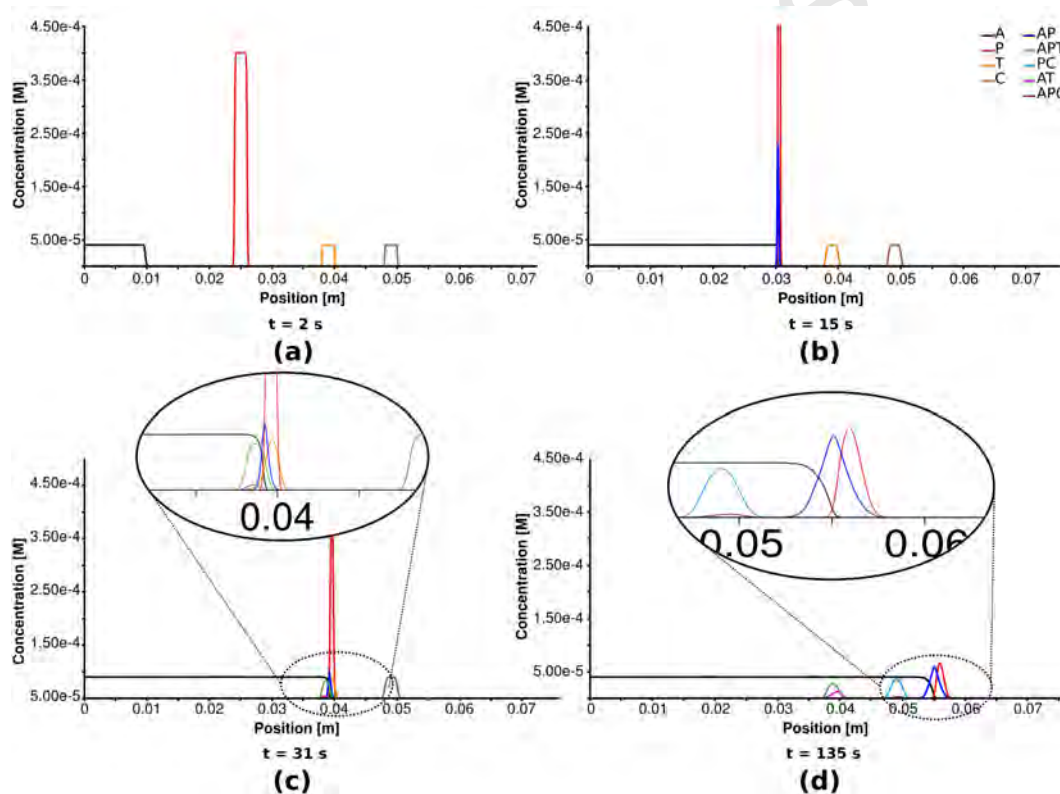 4.50e-4
3.50e-4
2.50e-4
1.50e-4
5.00e-5
Concentration [M]
0 0.01 0.02 0.03 0.04 0.05 0.06 0.07
Position [m]
t = 2 s
(a)
4.50e-4
3.50e-4
2.50e-4
1.50e-4
5.00e-5
Concentration [M]
A AP
P APT
T PC
C AT
APC
0 0.01 0.02 0.03 0.04 0.05 0.06 0.07
Position [m]
t = 15 s
(b)
0.04
4.50e-4
3.50e-4
2.50e-4
1.50e-4
5.00e-5
Concentration [M]
0 0.01 0.02 0.03 0.04 0.05 0.06 0.07
Position [m]
t = 31 s
(c)
0.05 0.06
4.50e-4
3.50e-4
2.50e-4
1.50e-4
5.00e-5
Concentration [M]
0 0.01 0.02 0.03 0.04 0.05 0.06 0.07
Position [m]
t = 135 s
(d)